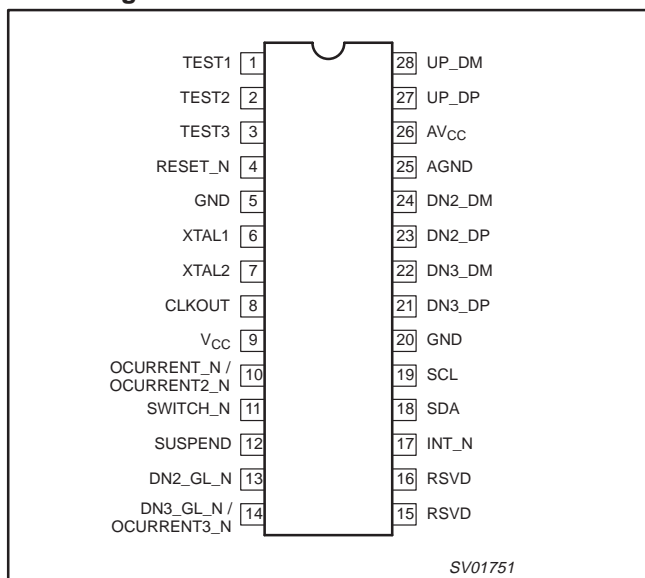 TEST1 1 28 UP_DM
TEST2 2 27 UP_DP
TEST3 3 26 AVCC
RESET_N 4 25 AGND
GND 5 24 DN2_DM
XTAL1 6 23 DN2_DP
XTAL2 7 22 DN3_DM
CLKOUT 8 21 DN3_DP
VCC 9 20 GND
OCURRENT_N /
OCURRENT2_N 10 19 SCL
SWITCH_N 11 18 SDA
SUSPEND 12 17 INT_N
DN2_GL_N 13 16 RSVD
DN3_GL_N /
OCURRENT3_N 14 15 RSVD
SV01751